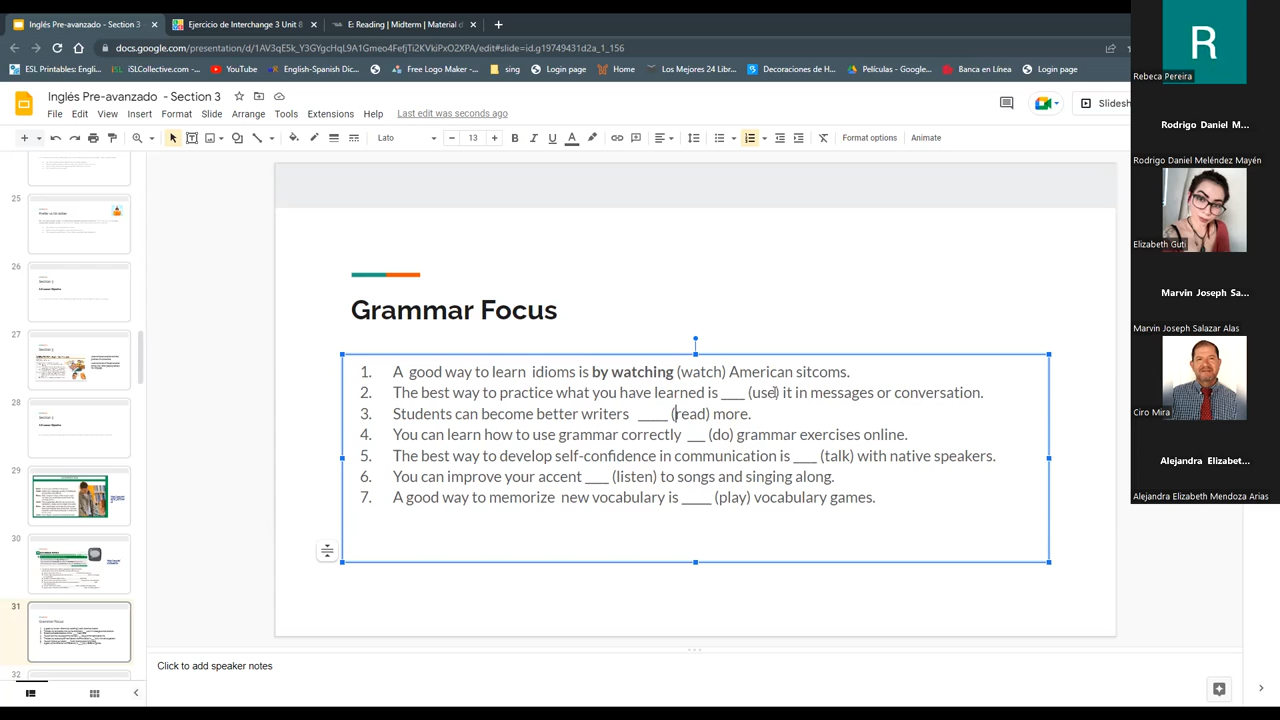 Inglés Pre-avanzado - Section 3
Ejercicio de Interchange 3 Unit 8
E: Reading | Midterm | Material d
docs.google.com/presentation/d/1AV3qE5k_Y3GYgcHqL9A1Gmeo4FefjTi2KVkiPxO2XPA/edit#slide=id.g19749431d2a_1_156
ESL Printables: Engli...
iSLCollective.com -...
YouTube
English-Spanish Dic...
Free Logo Maker -...
sing
Login page
Home
Los Mejores 24 Libr...
Decoraciones de H...
Películas - Google...
Banca en Línea
Login page
Inglés Pre-avanzado - Section 3
File Edit View Insert Format Slide Arrange Tools Extensions Help Last edit was seconds ago
Slidesh
Lato
13
Format options
Animate
25
26
27
28
29
30
31
32
Grammar Focus
1. A good way to learn idioms is by watching (watch) American sitcoms.
2. The best way to practice what you have learned is ___ (use) it in messages or conversation.
3. Students can become better writers ____ (read) more.
4. You can learn how to use grammar correctly __ (do) grammar exercises online.
5. The best way to develop self-confidence in communication is ___ (talk) with native speakers.
6. You can improve your accent ___ (listen) to songs and singing along.
7. A good way to memorize new vocabulary is ____ (play) vocabulary games.
Click to add speaker notes
R
Rebeca Pereira
Rodrigo Daniel M...
Rodrigo Daniel Meléndez Mayén
Elizabeth Guti
Marvin Joseph Sa...
Marvin Joseph Salazar Alas
Ciro Mira
Alejandra Elizabet...
Alejandra Elizabeth Mendoza Arias